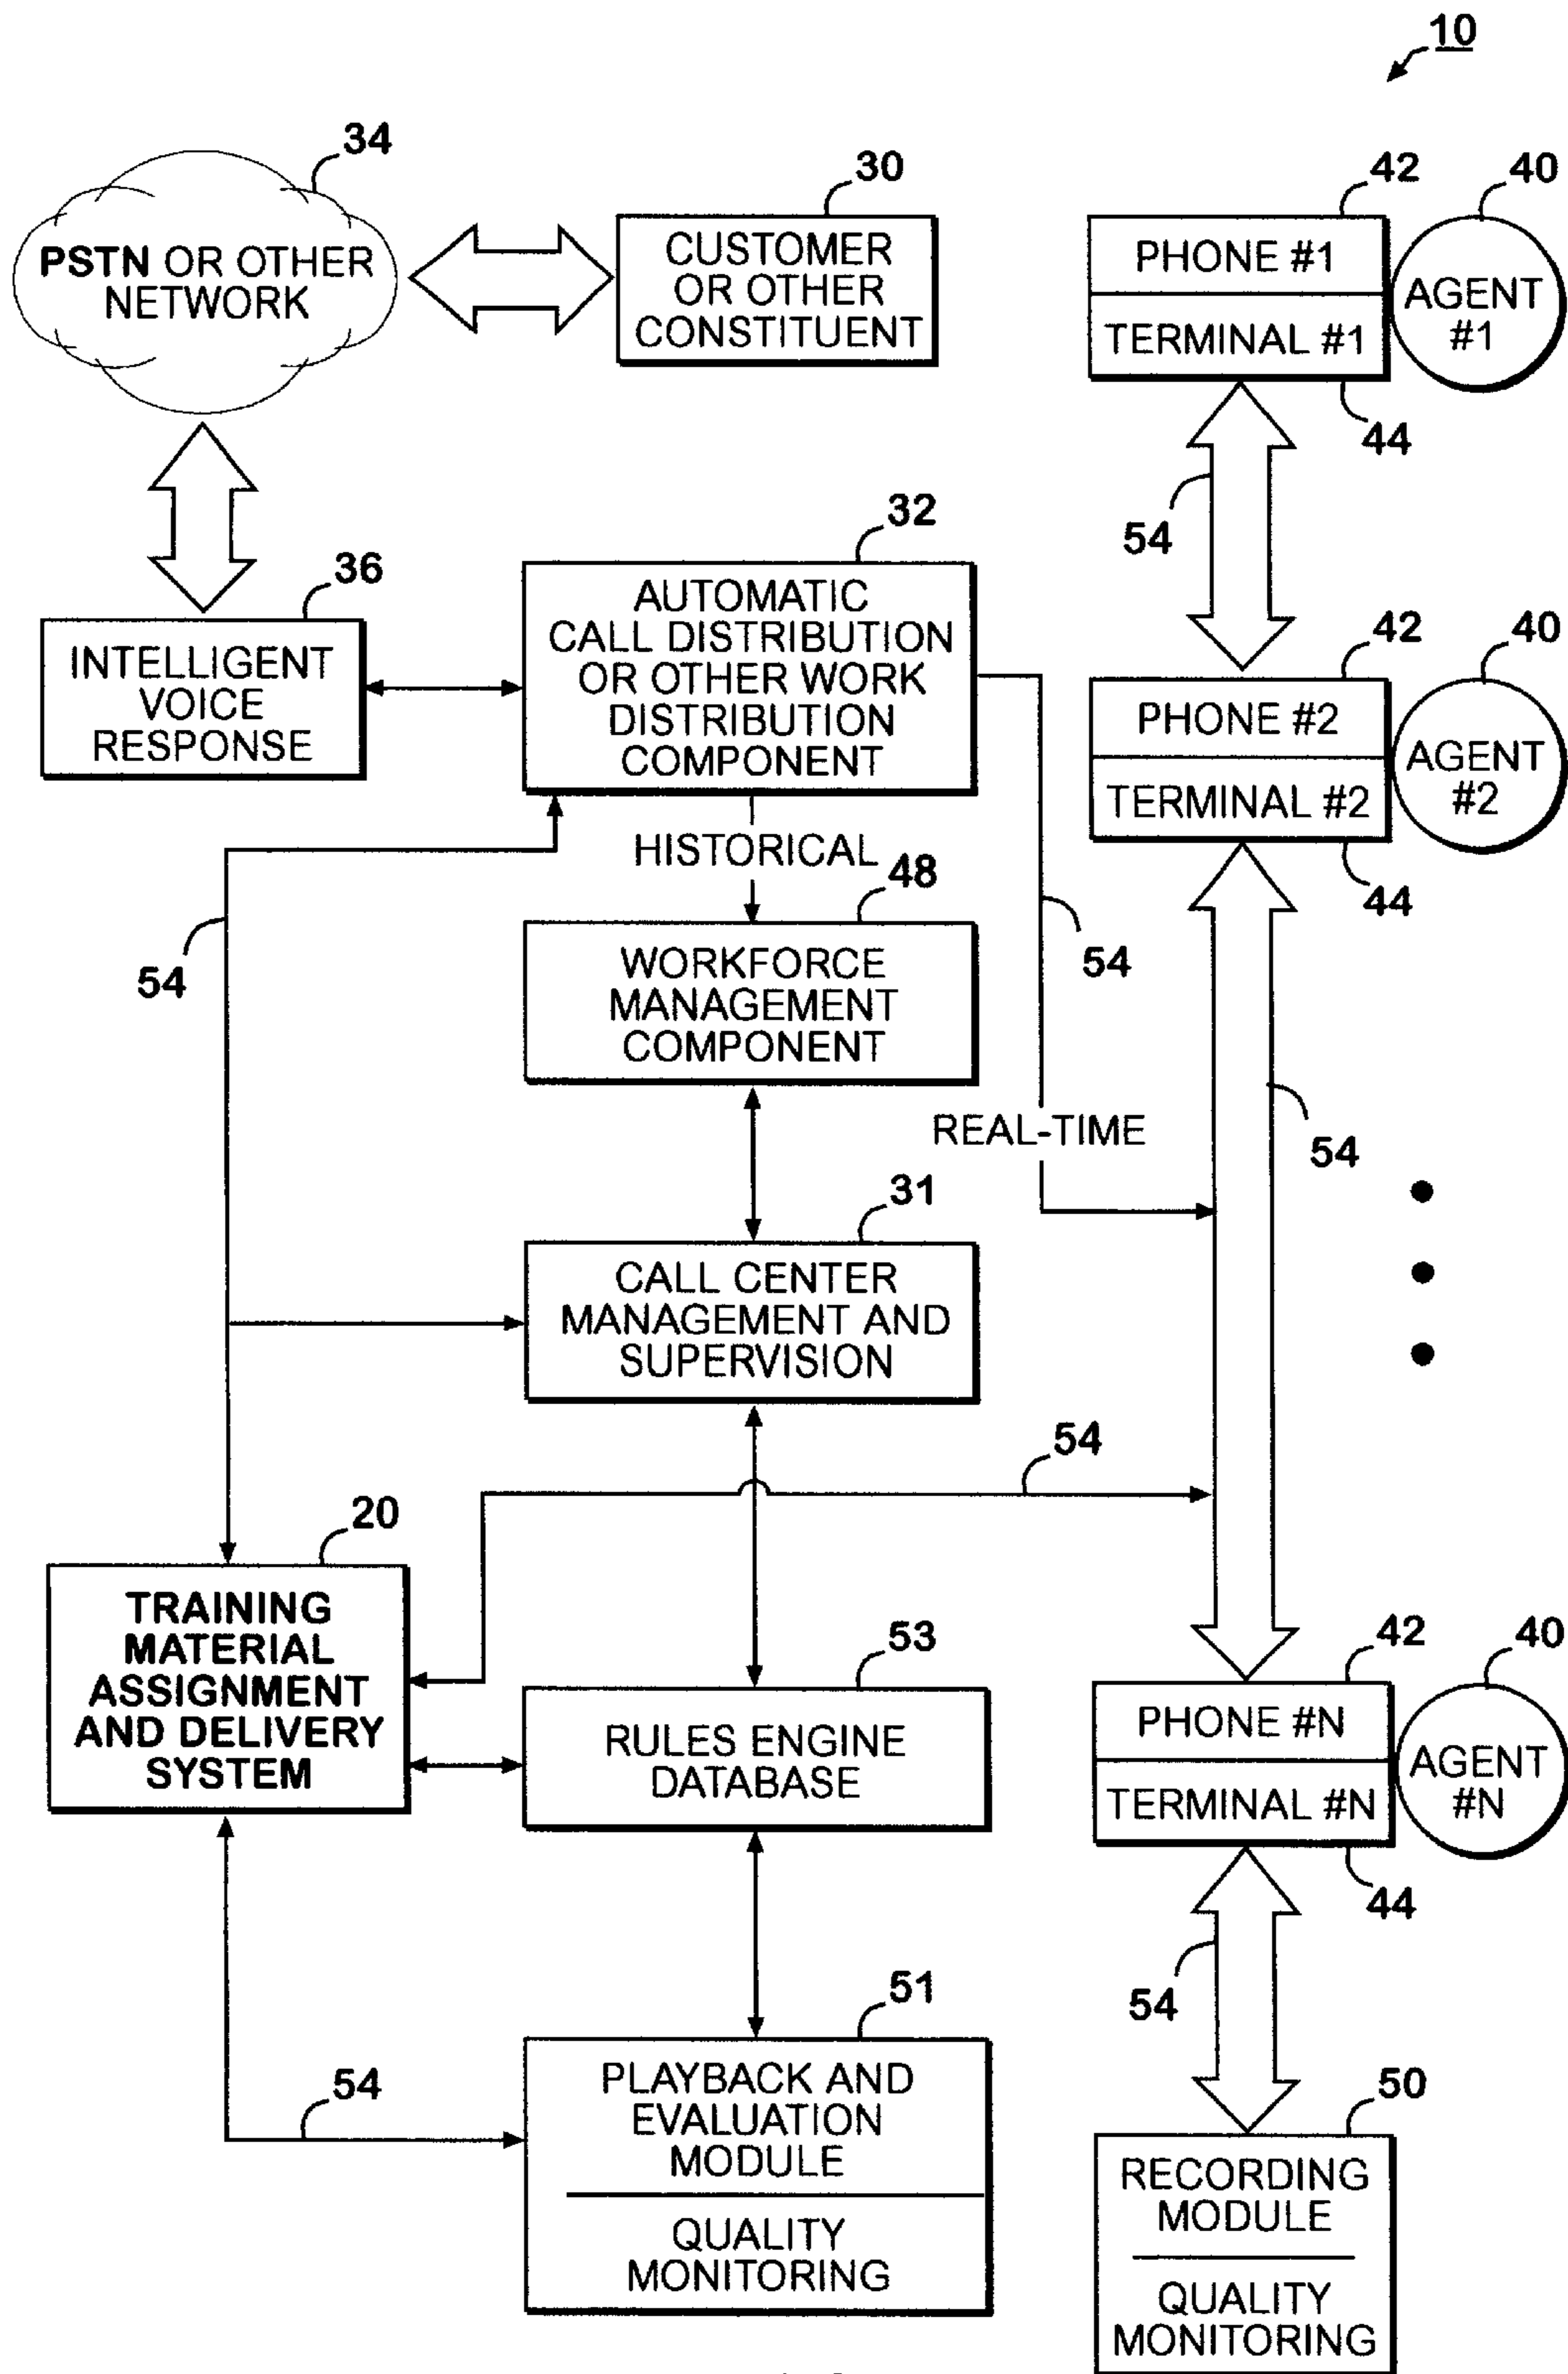 10
34
PSTN OR OTHER
NETWORK
30
CUSTOMER
OR OTHER
CONSTITUENT
42
PHONE #1
TERMINAL #1
44
40
AGENT
#1
54
36
INTELLIGENT
VOICE
RESPONSE
32
AUTOMATIC
CALL DISTRIBUTION
OR OTHER WORK
DISTRIBUTION
COMPONENT
42
PHONE #2
TERMINAL #2
44
40
AGENT
#2
HISTORICAL
54
48
WORKFORCE
MANAGEMENT
COMPONENT
54
REAL-TIME
54
31
CALL CENTER
MANAGEMENT AND
SUPERVISION
54
20
TRAINING
MATERIAL
ASSIGNMENT
AND DELIVERY
SYSTEM
53
RULES ENGINE
DATABASE
42
PHONE #N
TERMINAL #N
44
40
AGENT
#N
54
54
51
PLAYBACK AND
EVALUATION
MODULE
QUALITY
MONITORING
50
RECORDING
MODULE
QUALITY
MONITORING